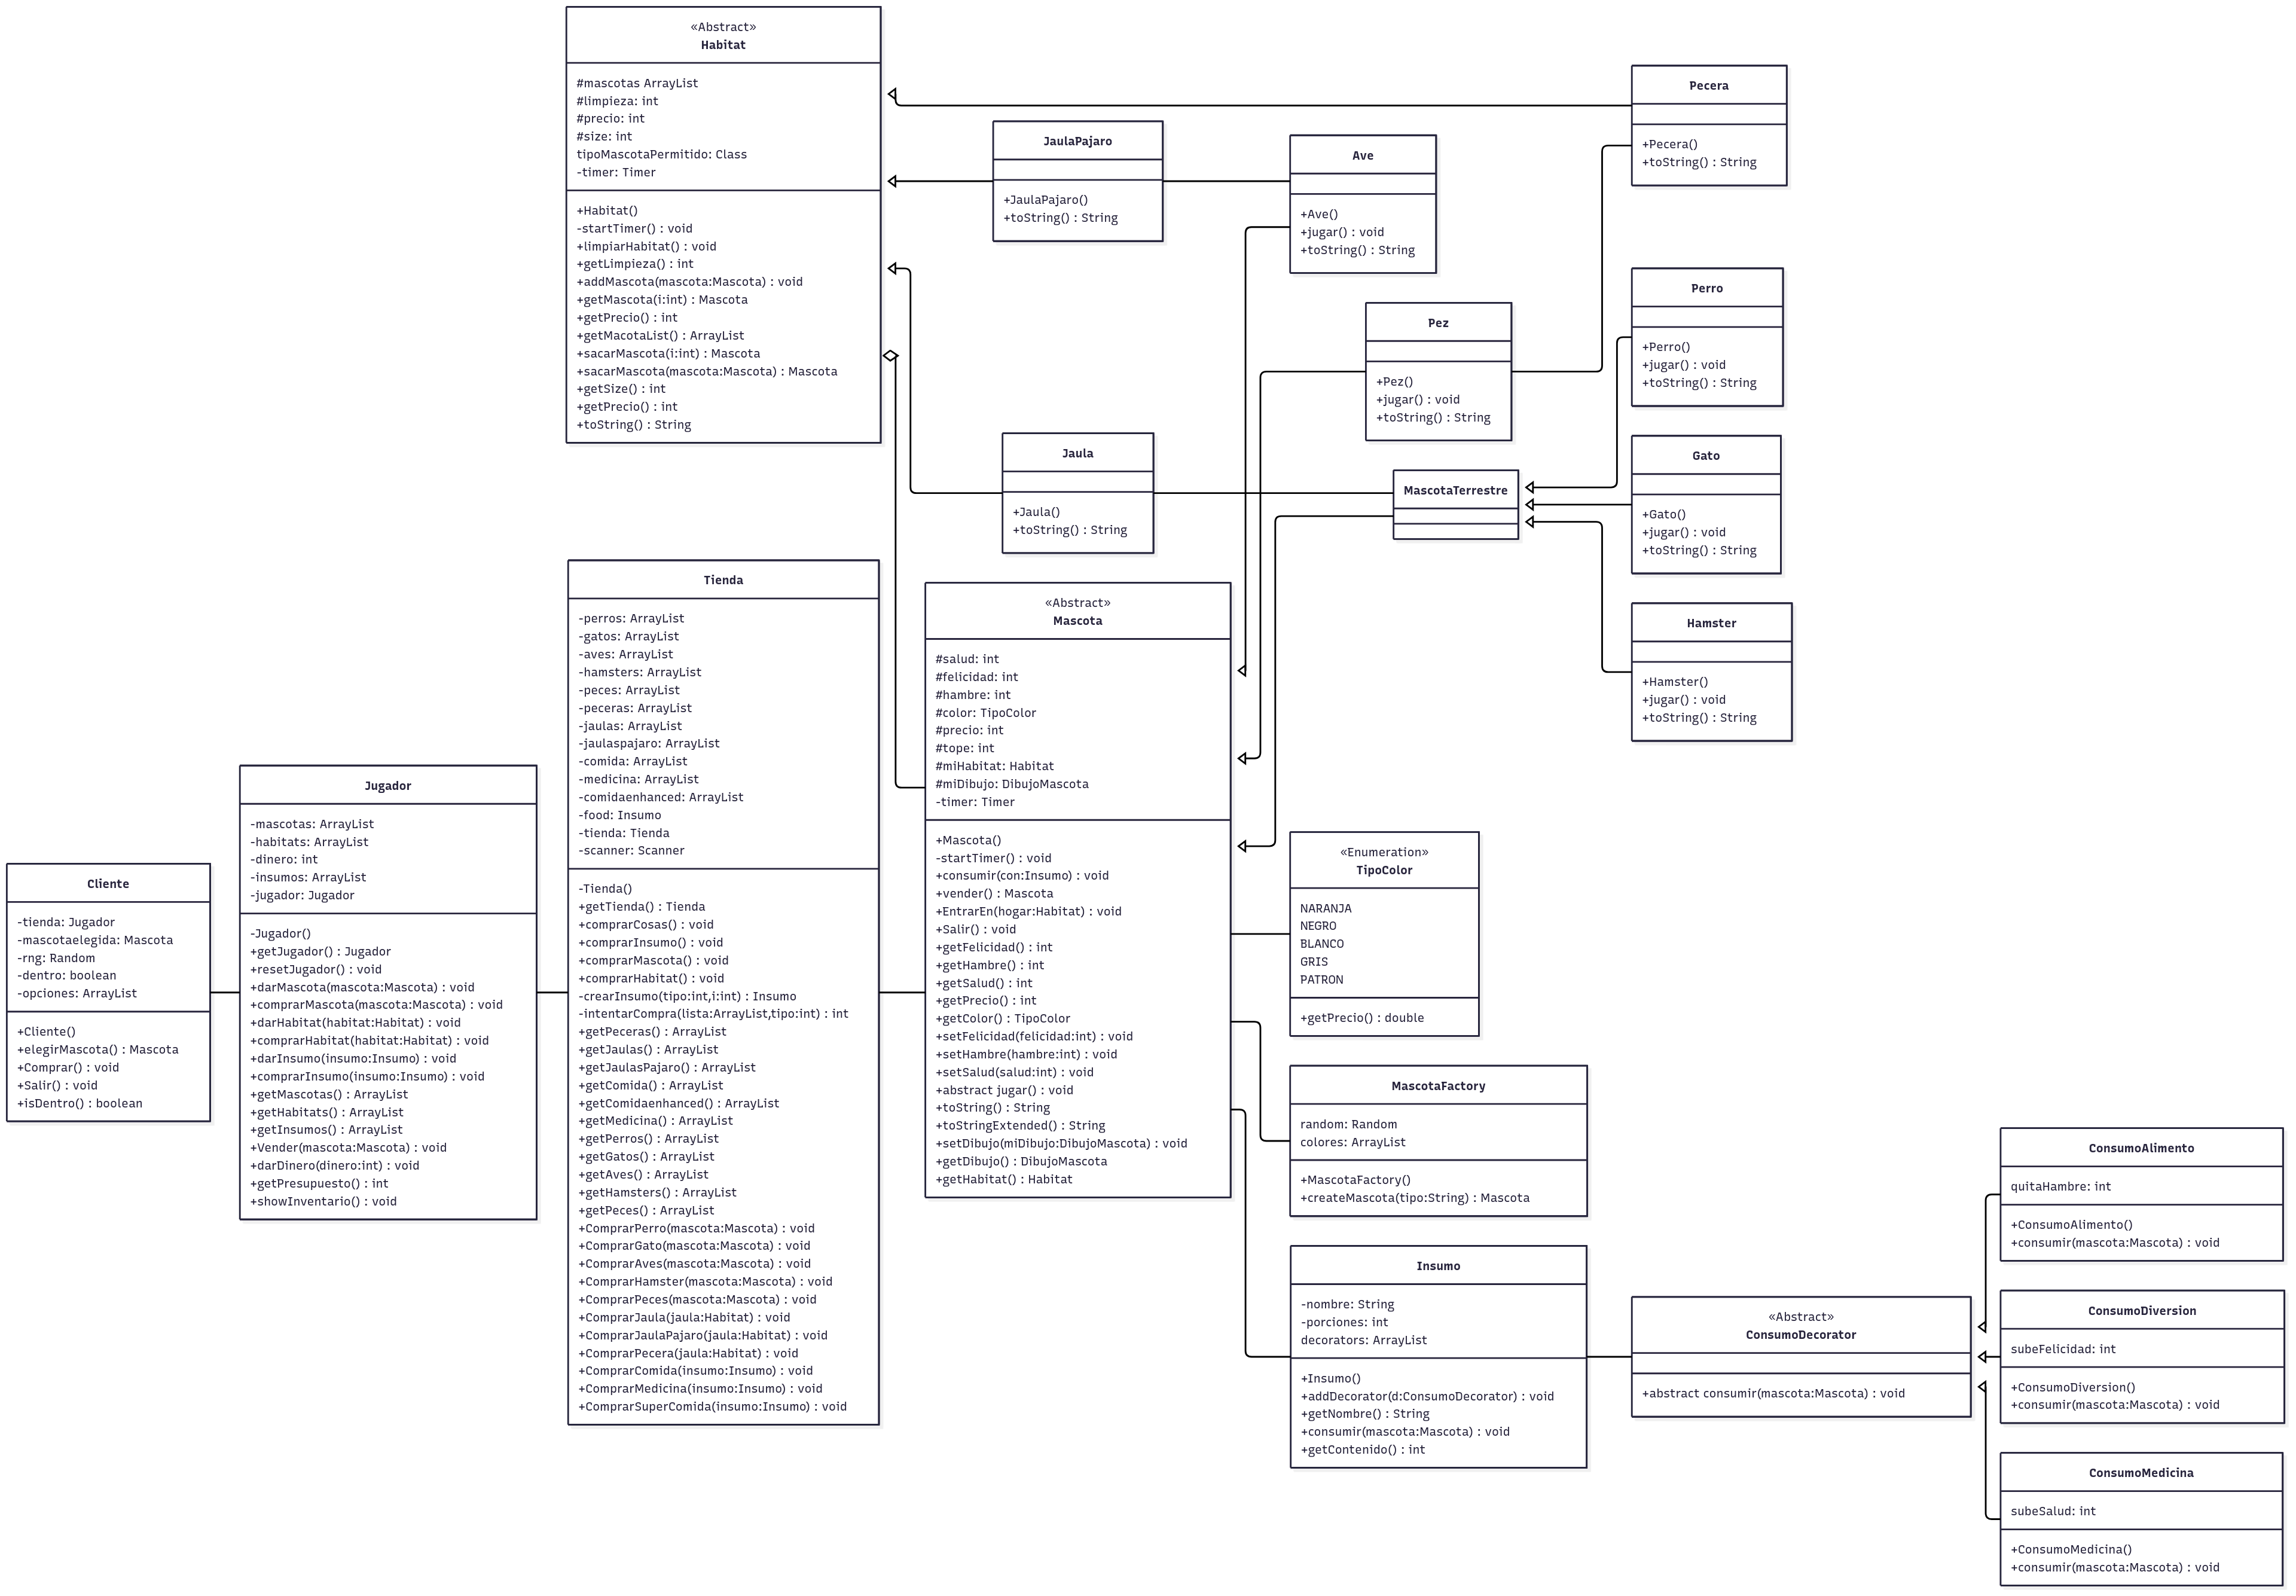 «Abstract»
Habitat
#mascotas ArrayList
#limpieza: int
#precio: int
#size: int
tipoMascotaPermitido: Class
-timer: Timer
+Habitat()
-startTimer() : void
+limpiarHabitat() : void
+getLimpieza() : int
+addMascota(mascota:Mascota) : void
+getMascota(i:int) : Mascota
+getPrecio() : int
+getMacotaList() : ArrayList
+sacarMascota(i:int) : Mascota
+sacarMascota(mascota:Mascota) : Mascota
+getSize() : int
+getPrecio() : int
+toString() : String
Pecera
+Pecera()
+toString() : String
JaulaPajaro
+JaulaPajaro()
+toString() : String
Ave
+Ave()
+jugar() : void
+toString() : String
Pez
+Pez()
+jugar() : void
+toString() : String
Perro
+Perro()
+jugar() : void
+toString() : String
Jaula
+Jaula()
+toString() : String
MascotaTerrestre
Gato
+Gato()
+jugar() : void
+toString() : String
Hamster
+Hamster()
+jugar() : void
+toString() : String
Cliente
-tienda: Jugador
-mascotaelegida: Mascota
-rng: Random
-dentro: boolean
-opciones: ArrayList
+Cliente()
+elegirMascota() : Mascota
+Comprar() : void
+Salir() : void
+isDentro() : boolean
Jugador
-mascotas: ArrayList
-habitats: ArrayList
-dinero: int
-insumos: ArrayList
-jugador: Jugador
-Jugador()
+getJugador() : Jugador
+resetJugador() : void
+darMascota(mascota:Mascota) : void
+comprarMascota(mascota:Mascota) : void
+darHabitat(habitat:Habitat) : void
+comprarHabitat(habitat:Habitat) : void
+darInsumo(insumo:Insumo) : void
+comprarInsumo(insumo:Insumo) : void
+getMascotas() : ArrayList
+getHabitats() : ArrayList
+getInsumos() : ArrayList
+Vender(mascota:Mascota) : void
+darDinero(dinero:int) : void
+getPresupuesto() : int
+showInventario() : void
Tienda
-perros: ArrayList
-gatos: ArrayList
-aves: ArrayList
-hamsters: ArrayList
-peces: ArrayList
-peceras: ArrayList
-jaulas: ArrayList
-jaulaspajaro: ArrayList
-comida: ArrayList
-medicina: ArrayList
-comidaenhanced: ArrayList
-food: Insumo
-tienda: Tienda
-scanner: Scanner
-Tienda()
+getTienda() : Tienda
+comprarCosas() : void
+comprarInsumo() : void
+comprarMascota() : void
+comprarHabitat() : void
-crearInsumo(tipo:int,i:int) : Insumo
-intentarCompra(lista:ArrayList,tipo:int) : int
+getPeceras() : ArrayList
+getJaulas() : ArrayList
+getJaulasPajaro() : ArrayList
+getComida() : ArrayList
+getComidaenhanced() : ArrayList
+getMedicina() : ArrayList
+getPerros() : ArrayList
+getGatos() : ArrayList
+getAves() : ArrayList
+getHamsters() : ArrayList
+getPeces() : ArrayList
+ComprarPerro(mascota:Mascota) : void
+ComprarGato(mascota:Mascota) : void
+ComprarAves(mascota:Mascota) : void
+ComprarHamster(mascota:Mascota) : void
+ComprarPeces(mascota:Mascota) : void
+ComprarJaula(jaula:Habitat) : void
+ComprarJaulaPajaro(jaula:Habitat) : void
+ComprarPecera(jaula:Habitat) : void
+ComprarComida(insumo:Insumo) : void
+ComprarMedicina(insumo:Insumo) : void
+ComprarSuperComida(insumo:Insumo) : void
«Abstract»
Mascota
#salud: int
#felicidad: int
#hambre: int
#color: TipoColor
#precio: int
#tope: int
#miHabitat: Habitat
#miDibujo: DibujoMascota
-timer: Timer
+Mascota()
-startTimer() : void
+consumir(con:Insumo) : void
+vender() : Mascota
+EntrarEn(hogar:Habitat) : void
+Salir() : void
+getFelicidad() : int
+getHambre() : int
+getSalud() : int
+getPrecio() : int
+getColor() : TipoColor
+setFelicidad(felicidad:int) : void
+setHambre(hambre:int) : void
+setSalud(salud:int) : void
+abstract jugar() : void
+toString() : String
+toStringExtended() : String
+setDibujo(miDibujo:DibujoMascota) : void
+getDibujo() : DibujoMascota
+getHabitat() : Habitat
«Enumeration»
TipoColor
NARANJA
NEGRO
BLANCO
GRIS
PATRON
+getPrecio() : double
MascotaFactory
random: Random
colores: ArrayList
+MascotaFactory()
+createMascota(tipo:String) : Mascota
Insumo
-nombre: String
-porciones: int
decorators: ArrayList
+Insumo()
+addDecorator(d:ConsumoDecorator) : void
+getNombre() : String
+consumir(mascota:Mascota) : void
+getContenido() : int
«Abstract»
ConsumoDecorator
+abstract consumir(mascota:Mascota) : void
ConsumoAlimento
quitaHambre: int
+ConsumoAlimento()
+consumir(mascota:Mascota) : void
ConsumoDiversion
subeFelicidad: int
+ConsumoDiversion()
+consumir(mascota:Mascota) : void
ConsumoMedicina
subeSalud: int
+ConsumoMedicina()
+consumir(mascota:Mascota) : void